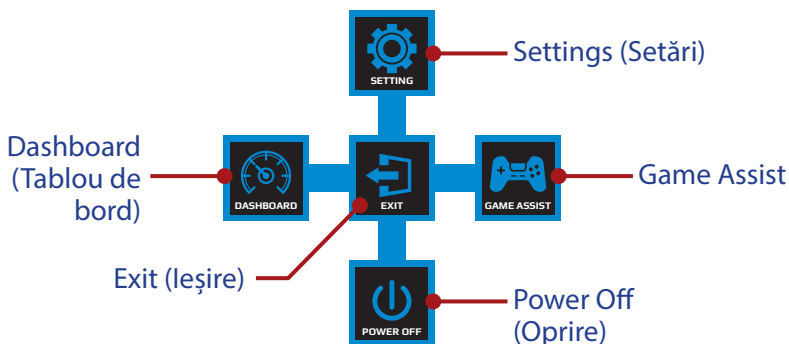 SETTING
Settings (Setări)
Dashboard
(Tablou de
bord)
DASHBOARD
EXIT
GAME ASSIST
Game Assist
Exit (Ieșire)
POWER OFF
Power Off
(Oprire)